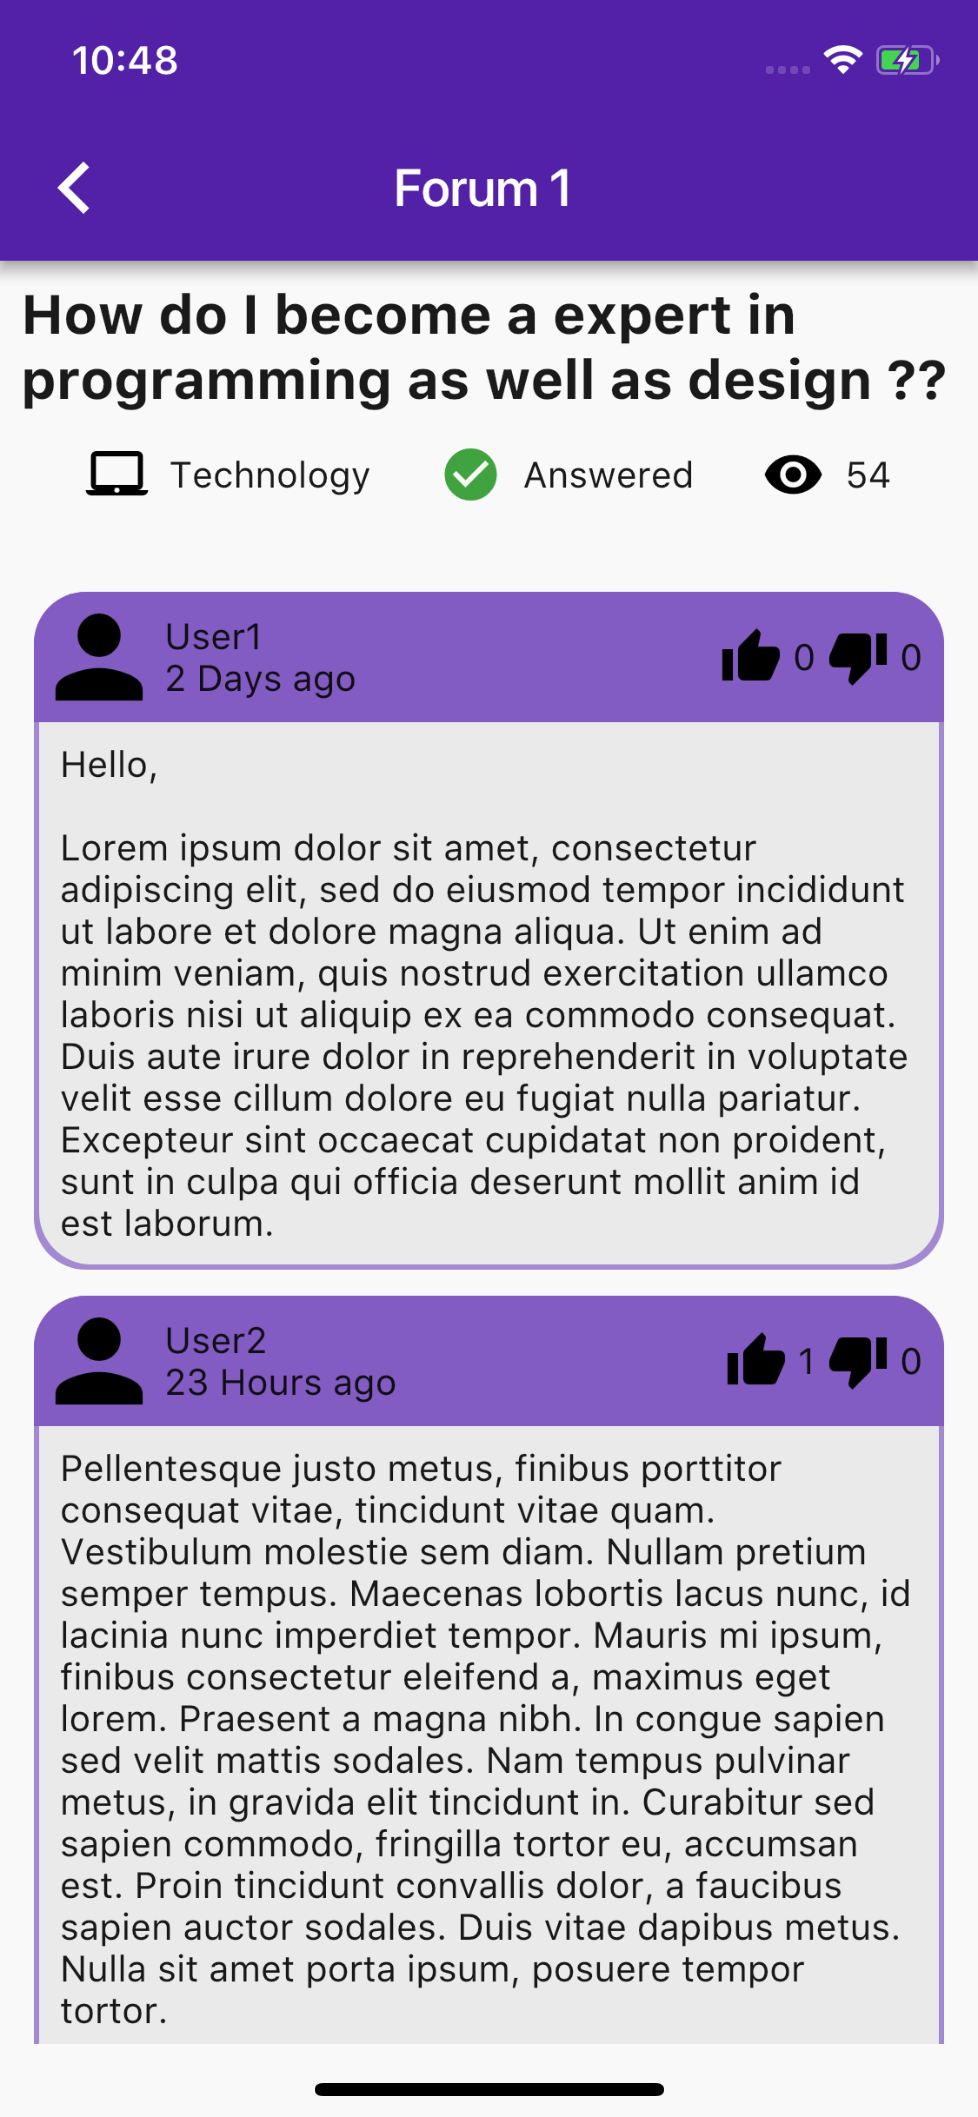 10:48
Forum 1
How do I become a expert in
programming as well as design ??
Technology Answered 54
User1
2 Days ago
0 0
Hello,
Lorem ipsum dolor sit amet, consectetur
adipiscing elit, sed do eiusmod tempor incididunt
ut labore et dolore magna aliqua. Ut enim ad
minim veniam, quis nostrud exercitation ullamco
laboris nisi ut aliquip ex ea commodo consequat.
Duis aute irure dolor in reprehenderit in voluptate
velit esse cillum dolore eu fugiat nulla pariatur.
Excepteur sint occaecat cupidatat non proident,
sunt in culpa qui officia deserunt mollit anim id
est laborum.
User2
23 Hours ago
1 0
Pellentesque justo metus, finibus porttitor
consequat vitae, tincidunt vitae quam.
Vestibulum molestie sem diam. Nullam pretium
semper tempus. Maecenas lobortis lacus nunc, id
lacinia nunc imperdiet tempor. Mauris mi ipsum,
finibus consectetur eleifend a, maximus eget
lorem. Praesent a magna nibh. In congue sapien
sed velit mattis sodales. Nam tempus pulvinar
metus, in gravida elit tincidunt in. Curabitur sed
sapien commodo, fringilla tortor eu, accumsan
est. Proin tincidunt convallis dolor, a faucibus
sapien auctor sodales. Duis vitae dapibus metus.
Nulla sit amet porta ipsum, posuere tempor
tortor.